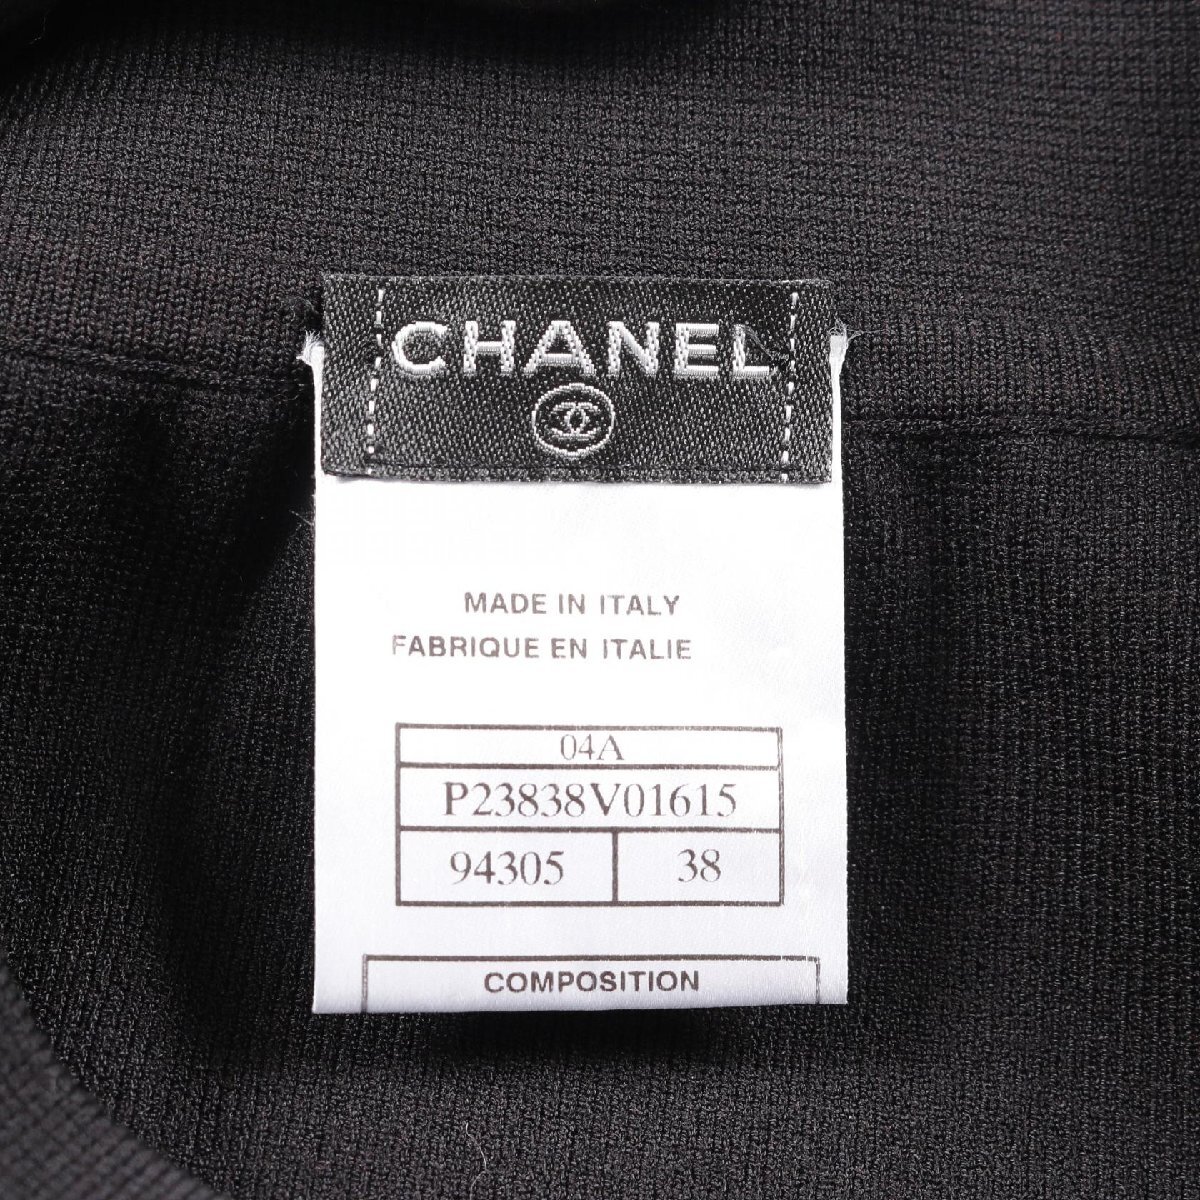 CHANEL
MADE IN ITALY
FABRIQUE EN ITALIE
04A
P23838V01615
94305 38
COMPOSITION